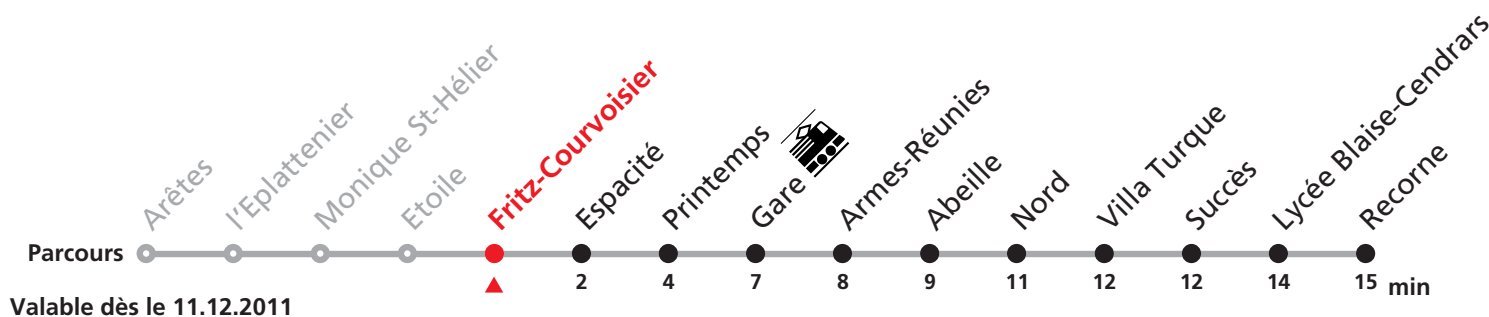 Arêtes
l'Eplattenier
Monique St-Hélier
Etoile
Fritz-Courvoisier
Espacité
Printemps
Gare
Armes-Réunies
Abeille
Nord
Villa Turque
Succès
Lycée Blaise-Cendrars
Recorne
Parcours
2 4 7 8 9 11 12 12 14 15 min
Valable dès le 11.12.2011